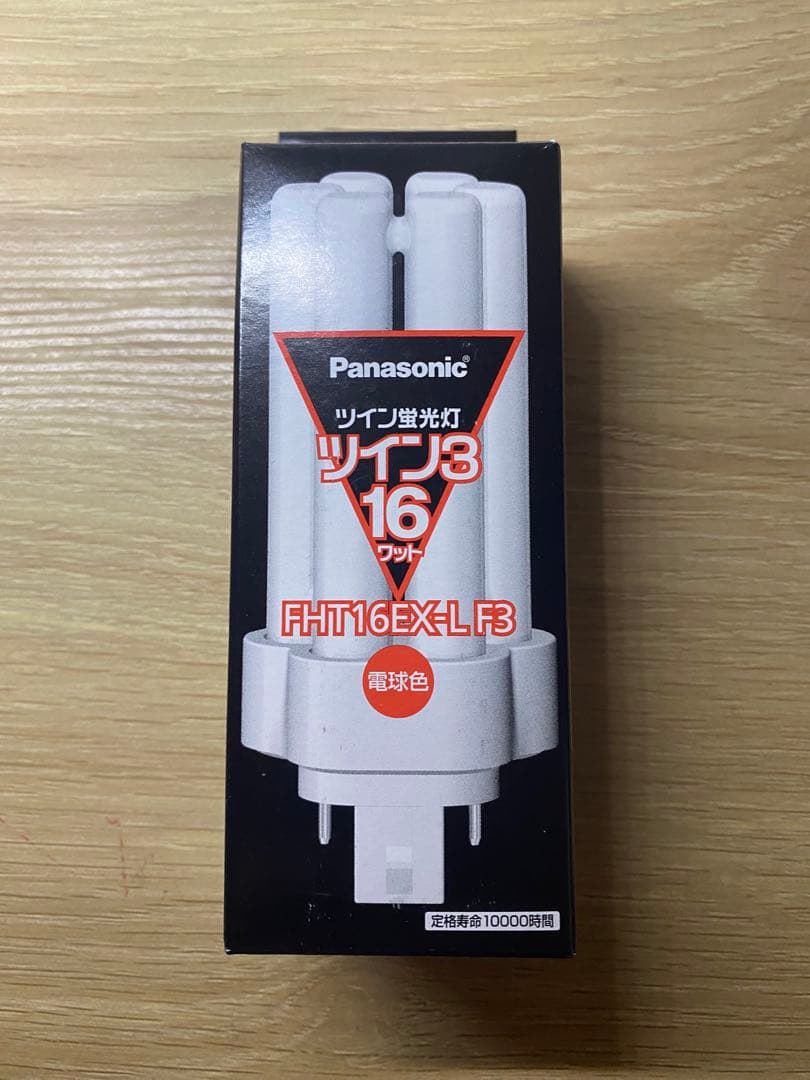 Panasonic®
ツイン蛍光灯
ツイン3
16
ワット
FHT16EX-L F3
電球色
定格寿命10000時間